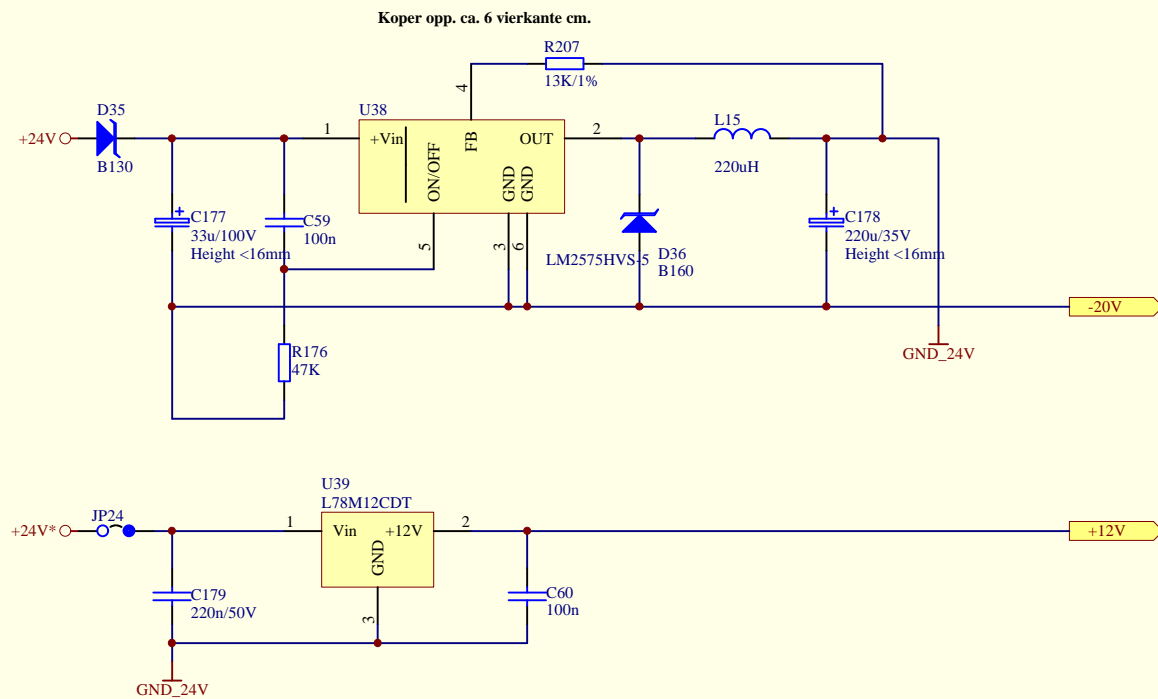 Koper opp. ca. 6 vierkante cm.
R207
13K/1%
4
D35
U38
+24V
1
+Vin
FB
OUT
2
L15
B130
ON/OFF
GND
GND
220uH
C177
33u/100V
Height <16mm
C59
100n
5
3
6
LM2575HVS-5
D36
B160
C178
220u/35V
Height <16mm
-20V
R176
47K
GND_24V
U39
L78M12CDT
JP24
+24V*
1
Vin
+12V
GND
2
+12V
C179
220n/50V
3
C60
100n
GND_24V